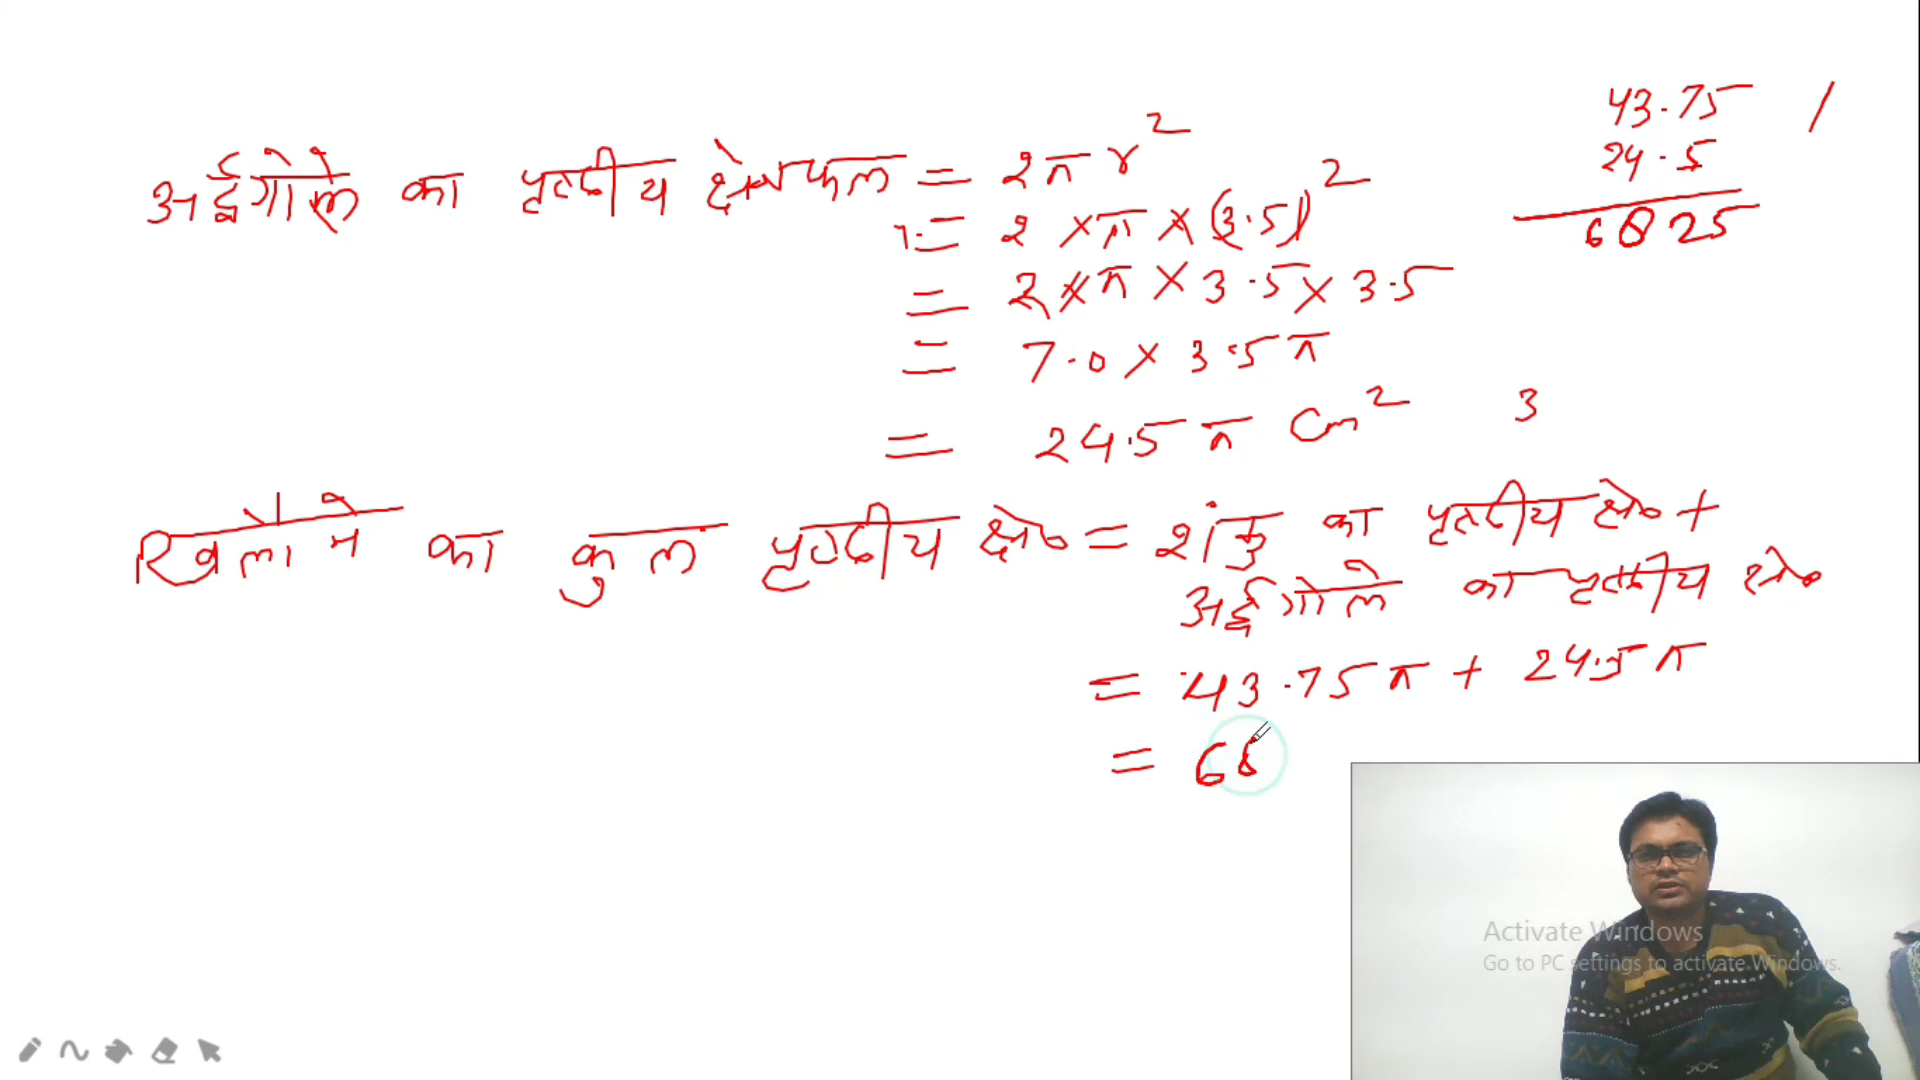 अर्द्धगोले का पृष्ठीय क्षेत्रफल = 2π r²
= 2 × π × (3.5)²
= 2 × π × 3.5 × 3.5
= 7.0 × 3.5 π
= 24.5 π Cm²
3
43.75
24.5
6825
खिलौने का कुल पृष्ठीय क्षे० = शंकु का पृष्ठीय क्षे० +
अर्द्धगोले का पृष्ठीय क्षे०
= 43.75 π + 24.5 π
= 68
Activate Windows
Go to PC settings to activate Windows.